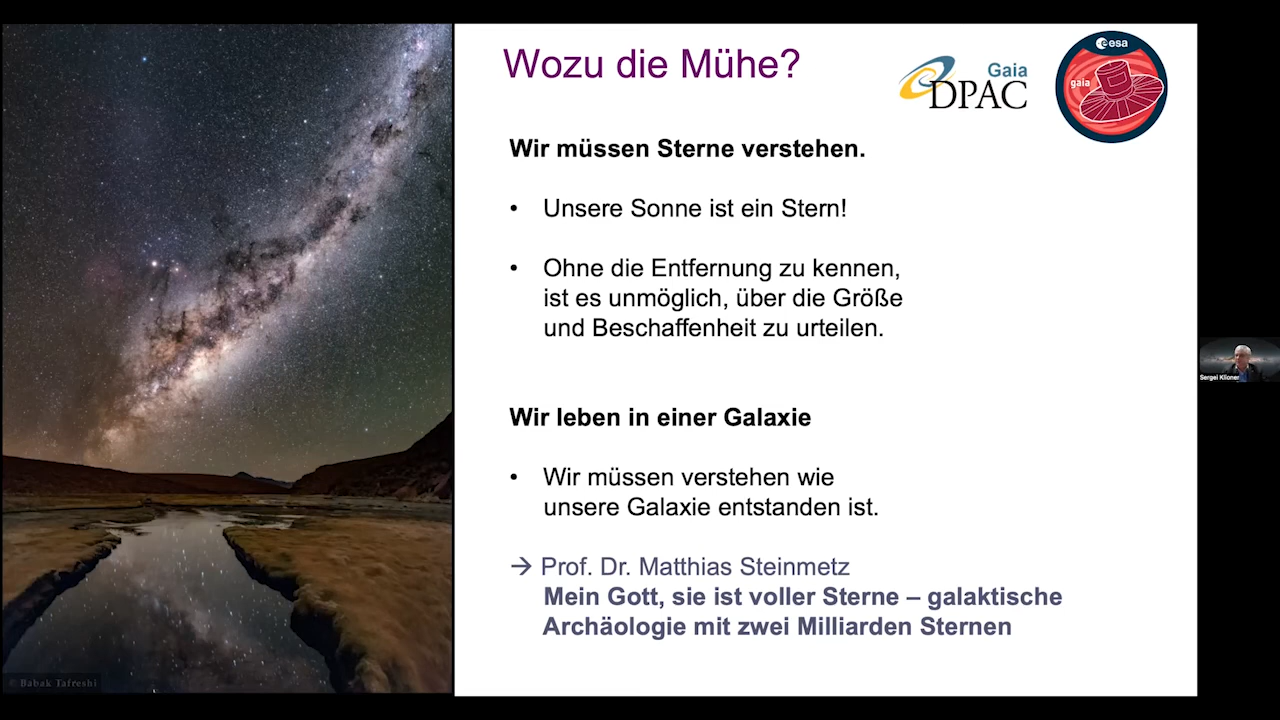 Wozu die Mühe?
Gaia
DPAC
esa
gaia
Wir müssen Sterne verstehen.
• Unsere Sonne ist ein Stern!
• Ohne die Entfernung zu kennen,
ist es unmöglich, über die Größe
und Beschaffenheit zu urteilen.
Wir leben in einer Galaxie
• Wir müssen verstehen wie
unsere Galaxie entstanden ist.
→ Prof. Dr. Matthias Steinmetz
Mein Gott, sie ist voller Sterne – galaktische
Archäologie mit zwei Milliarden Sternen
Sergei Klioner
© Babak Tafreshi